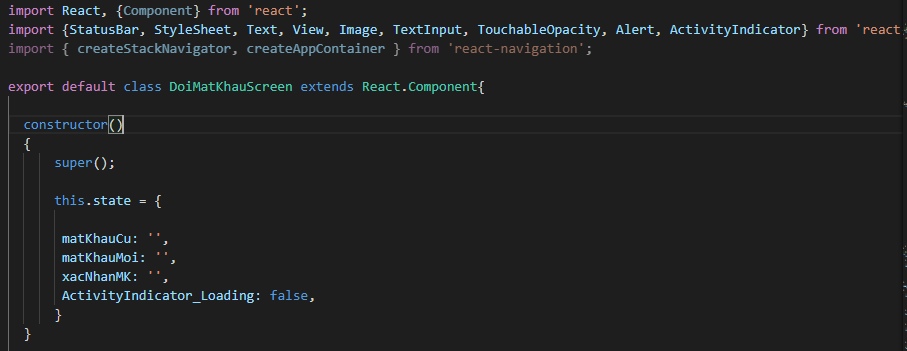 import React, {Component} from 'react';
import {StatusBar, StyleSheet, Text, View, Image, TextInput, TouchableOpacity, Alert, ActivityIndicator} from 'react
import { createStackNavigator, createAppContainer } from 'react-navigation';
export default class DoiMatKhauScreen extends React.Component{
constructor()
{
super();
this.state = {
matKhauCu: '',
matKhauMoi: '',
xacNhanMK: '',
ActivityIndicator_Loading: false,
}
}